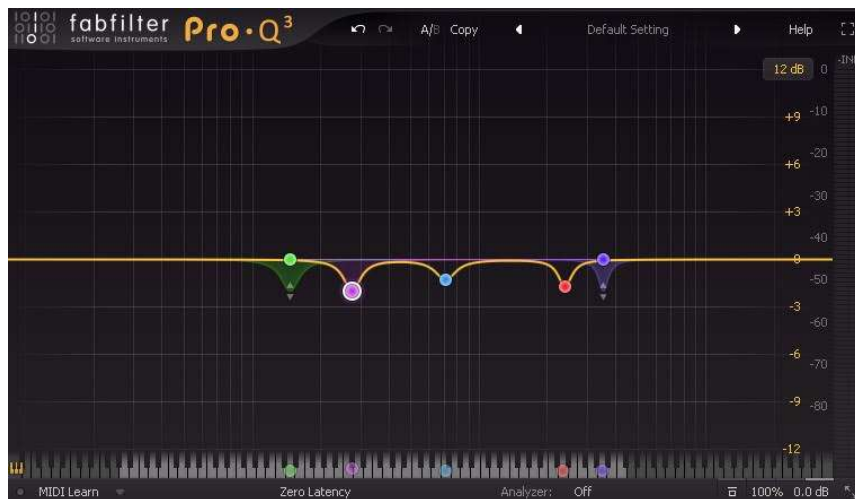 fabfilter Pro·Q³
software instruments
A/B Copy Default Setting Help
12 dB 0 -INF
+9 -10
+6 -20
-30
+3
-40
0
-50
-3
-60
-6
-70
-9
-80
-12
MIDI Learn Zero Latency Analyzer: Off 100% 0.0 dB